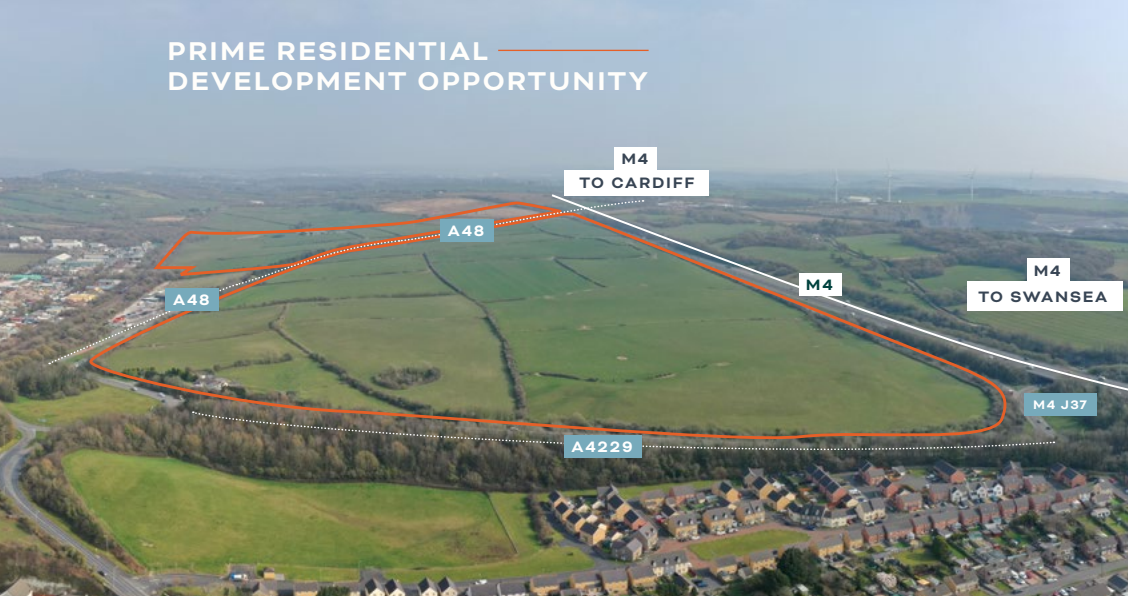 PRIME RESIDENTIAL
DEVELOPMENT OPPORTUNITY
M4
TO CARDIFF
A48
M4
TO SWANSEA
M4
A48
M4 J37
A4229